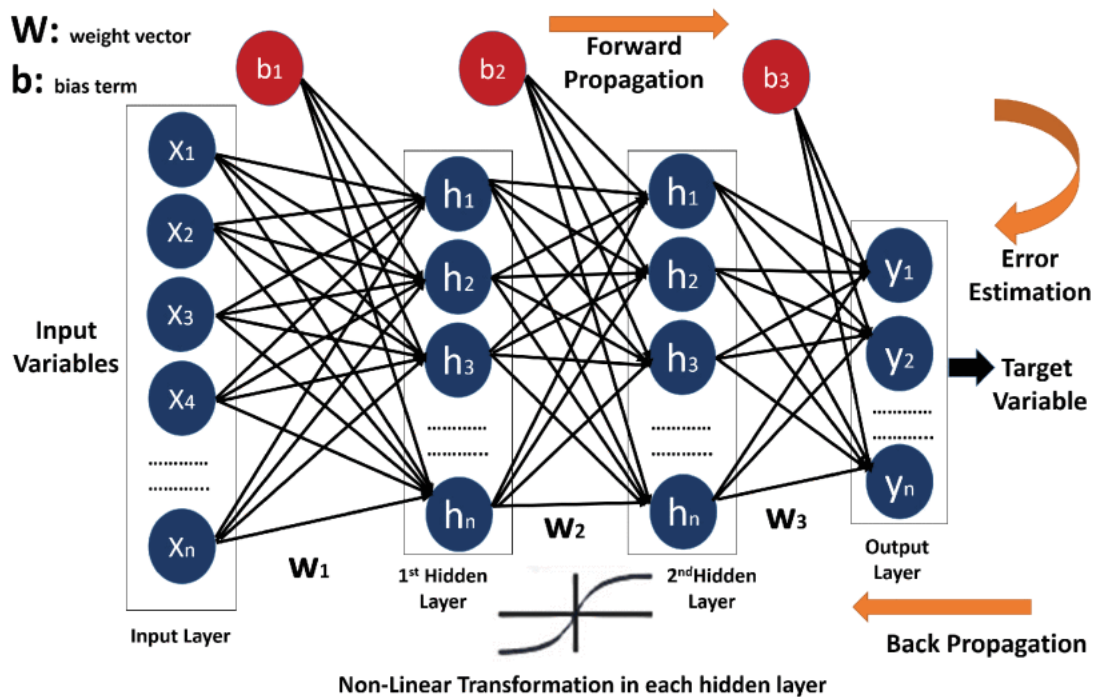 W: weight vector
b: bias term
b1
b2
b3
Forward
Propagation
x1
x2
x3
x4
............
............
xn
Input
Variables
Input Layer
W1
h1
h2
h3
............
............
hn
1st Hidden
Layer
W2
h1
h2
h3
............
............
hn
2ndHidden
Layer
W3
y1
y2
............
............
yn
Output
Layer
Error
Estimation
Target
Variable
Back Propagation
Non-Linear Transformation in each hidden layer